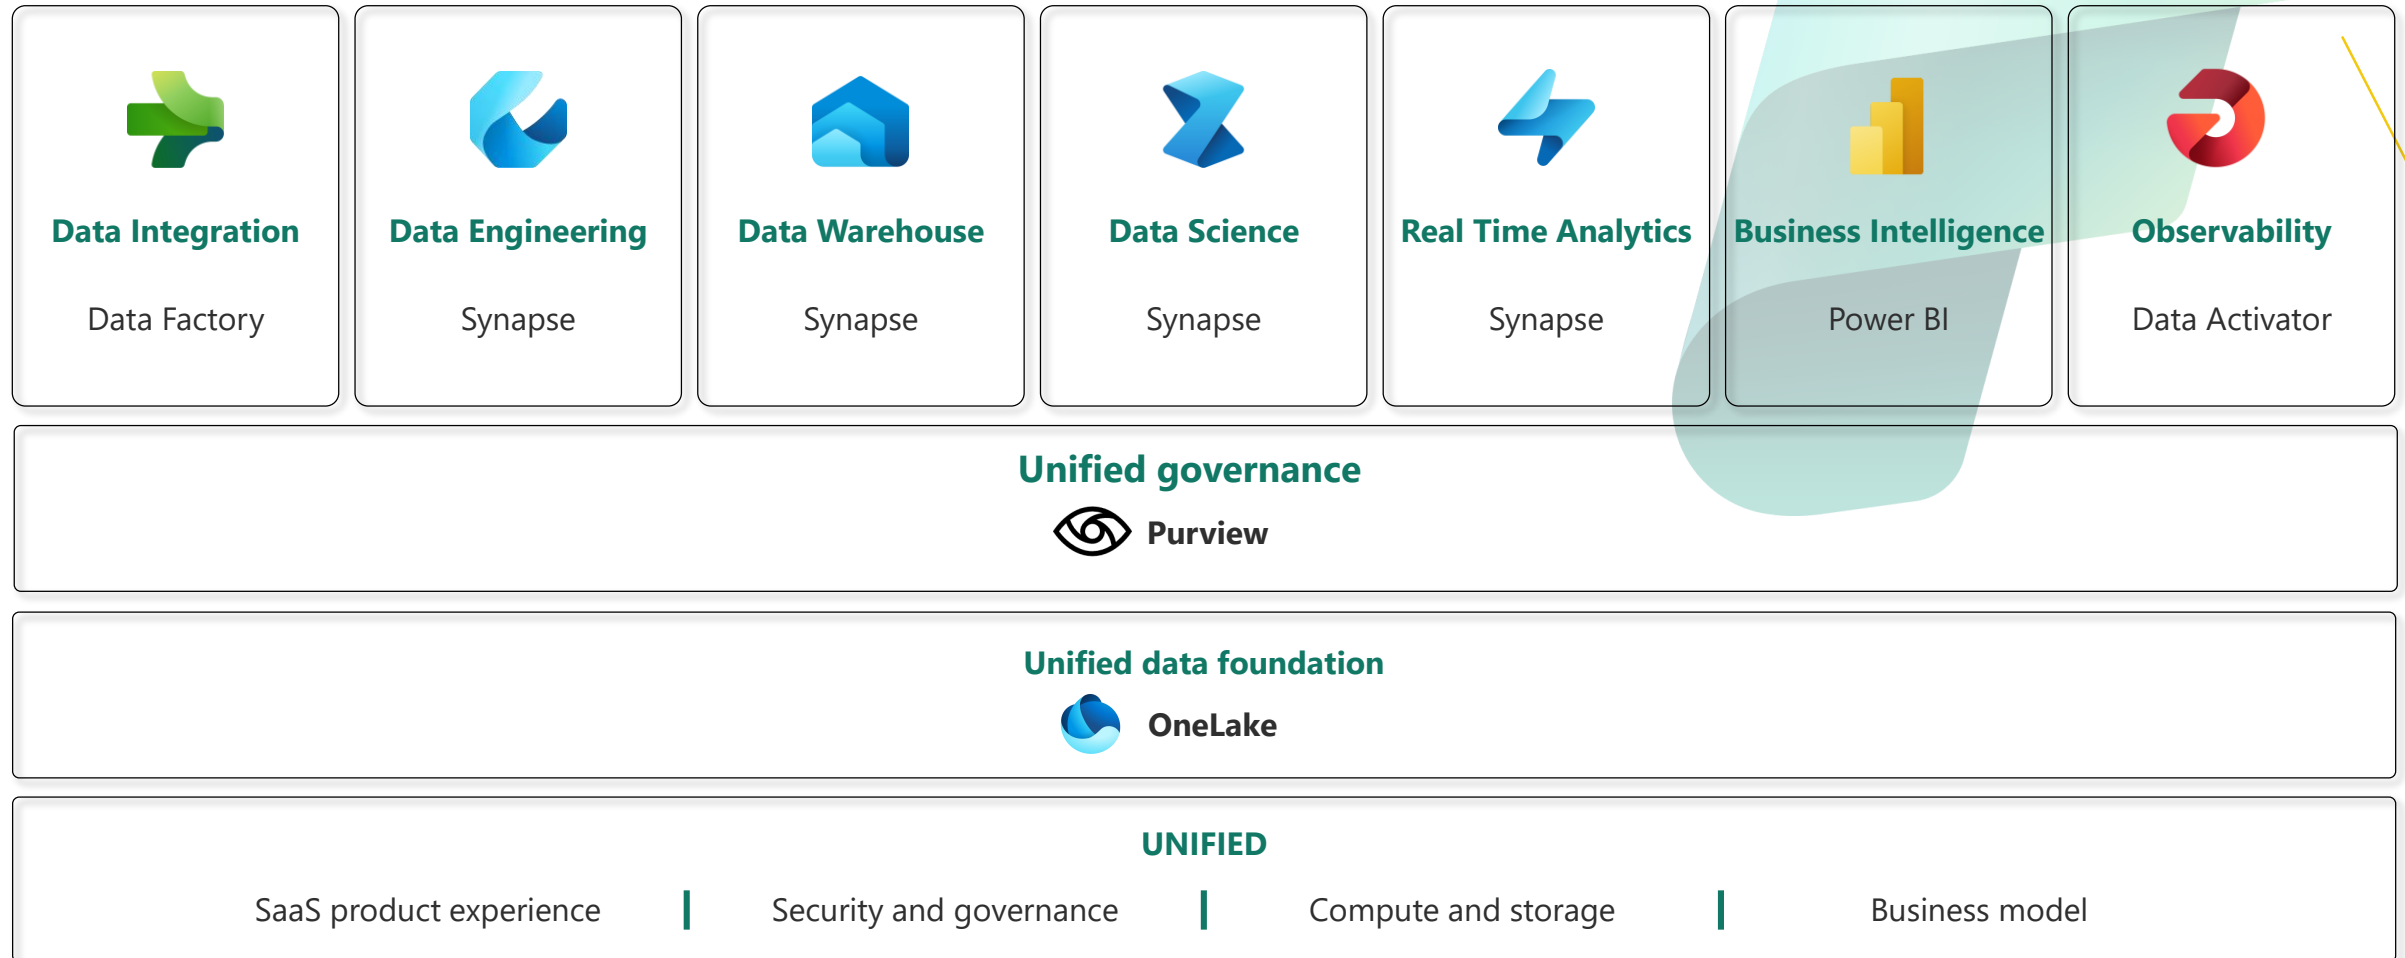 Data Integration
Data Factory
Data Engineering
Synapse
Data Warehouse
Synapse
Data Science
Synapse
Real Time Analytics
Synapse
Business Intelligence
Power BI
Observability
Data Activator
Unified governance
Purview
Unified data foundation
OneLake
UNIFIED
SaaS product experience
Security and governance
Compute and storage
Business model